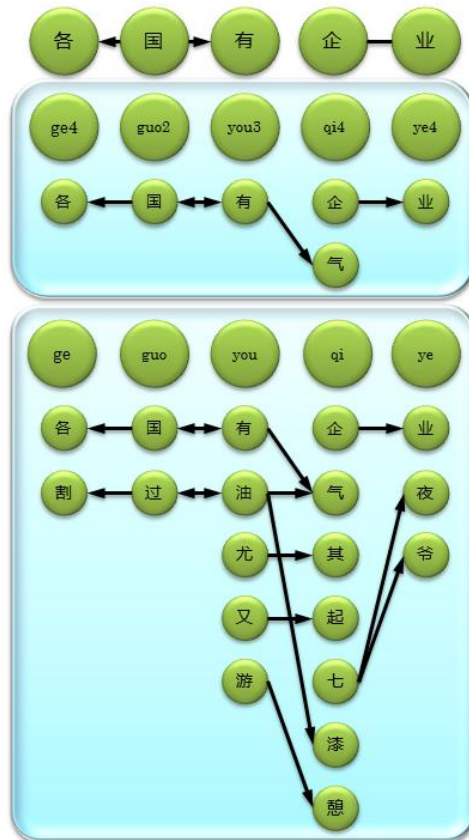 各 国 有 企 业
ge4 guo2 you3 qi4 ye4
各 国 有 企 业
气
ge guo you qi ye
各 国 有 企 业
割 过 油 气 夜
尤 其 爷
又 起
游 七
漆
憩